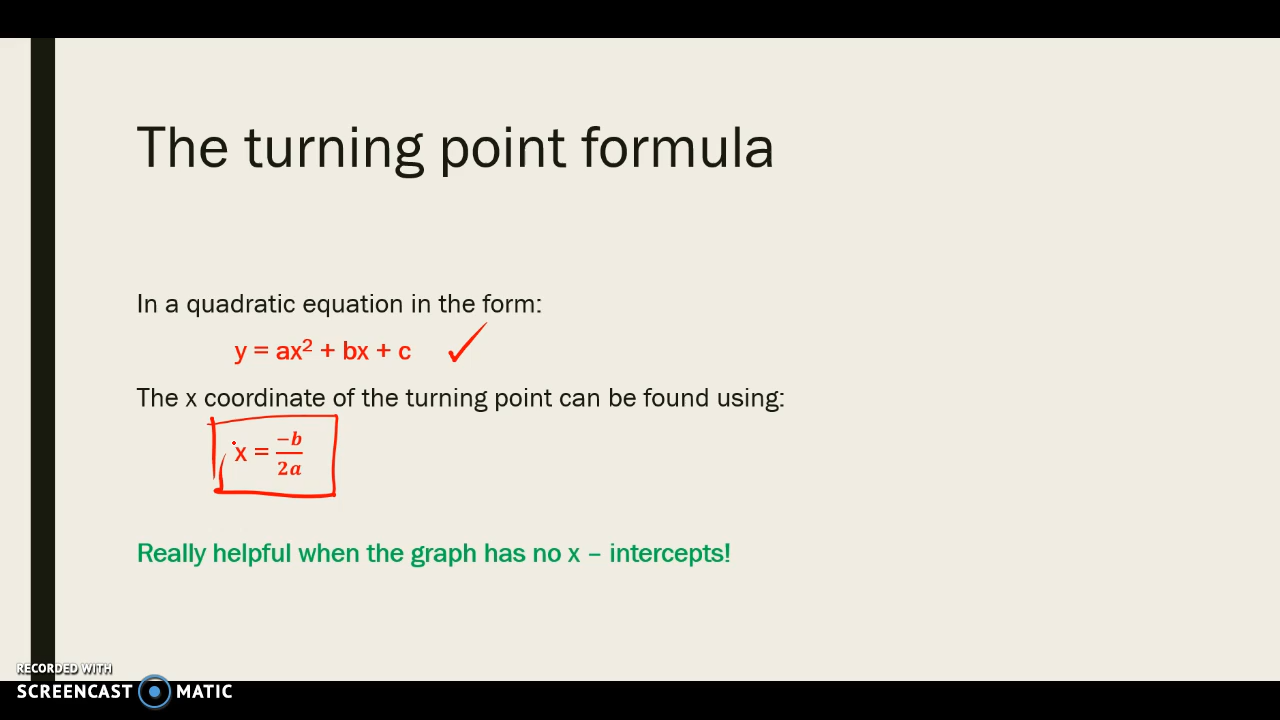 The turning point formula
In a quadratic equation in the form:
y = ax² + bx + c
The x coordinate of the turning point can be found using:
x = −b/2a
Really helpful when the graph has no x – intercepts!
RECORDED WITH
SCREENCAST MATIC